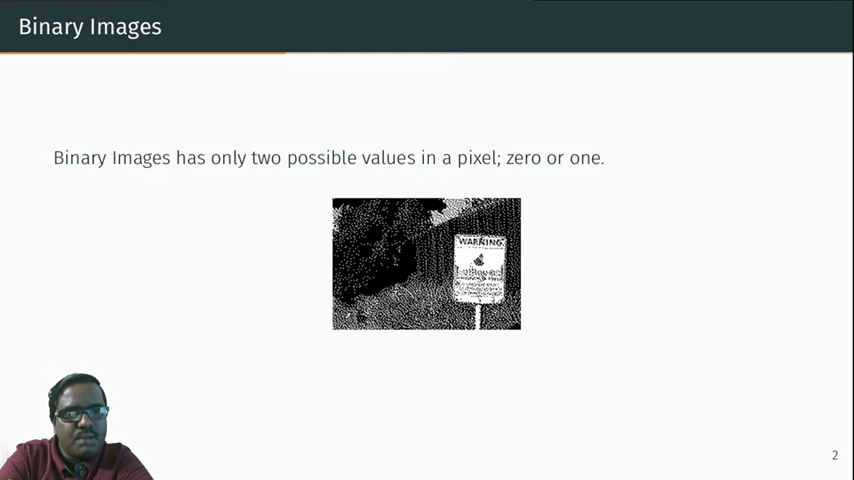 Binary Images
Binary Images has only two possible values in a pixel; zero or one.
WARNING
2